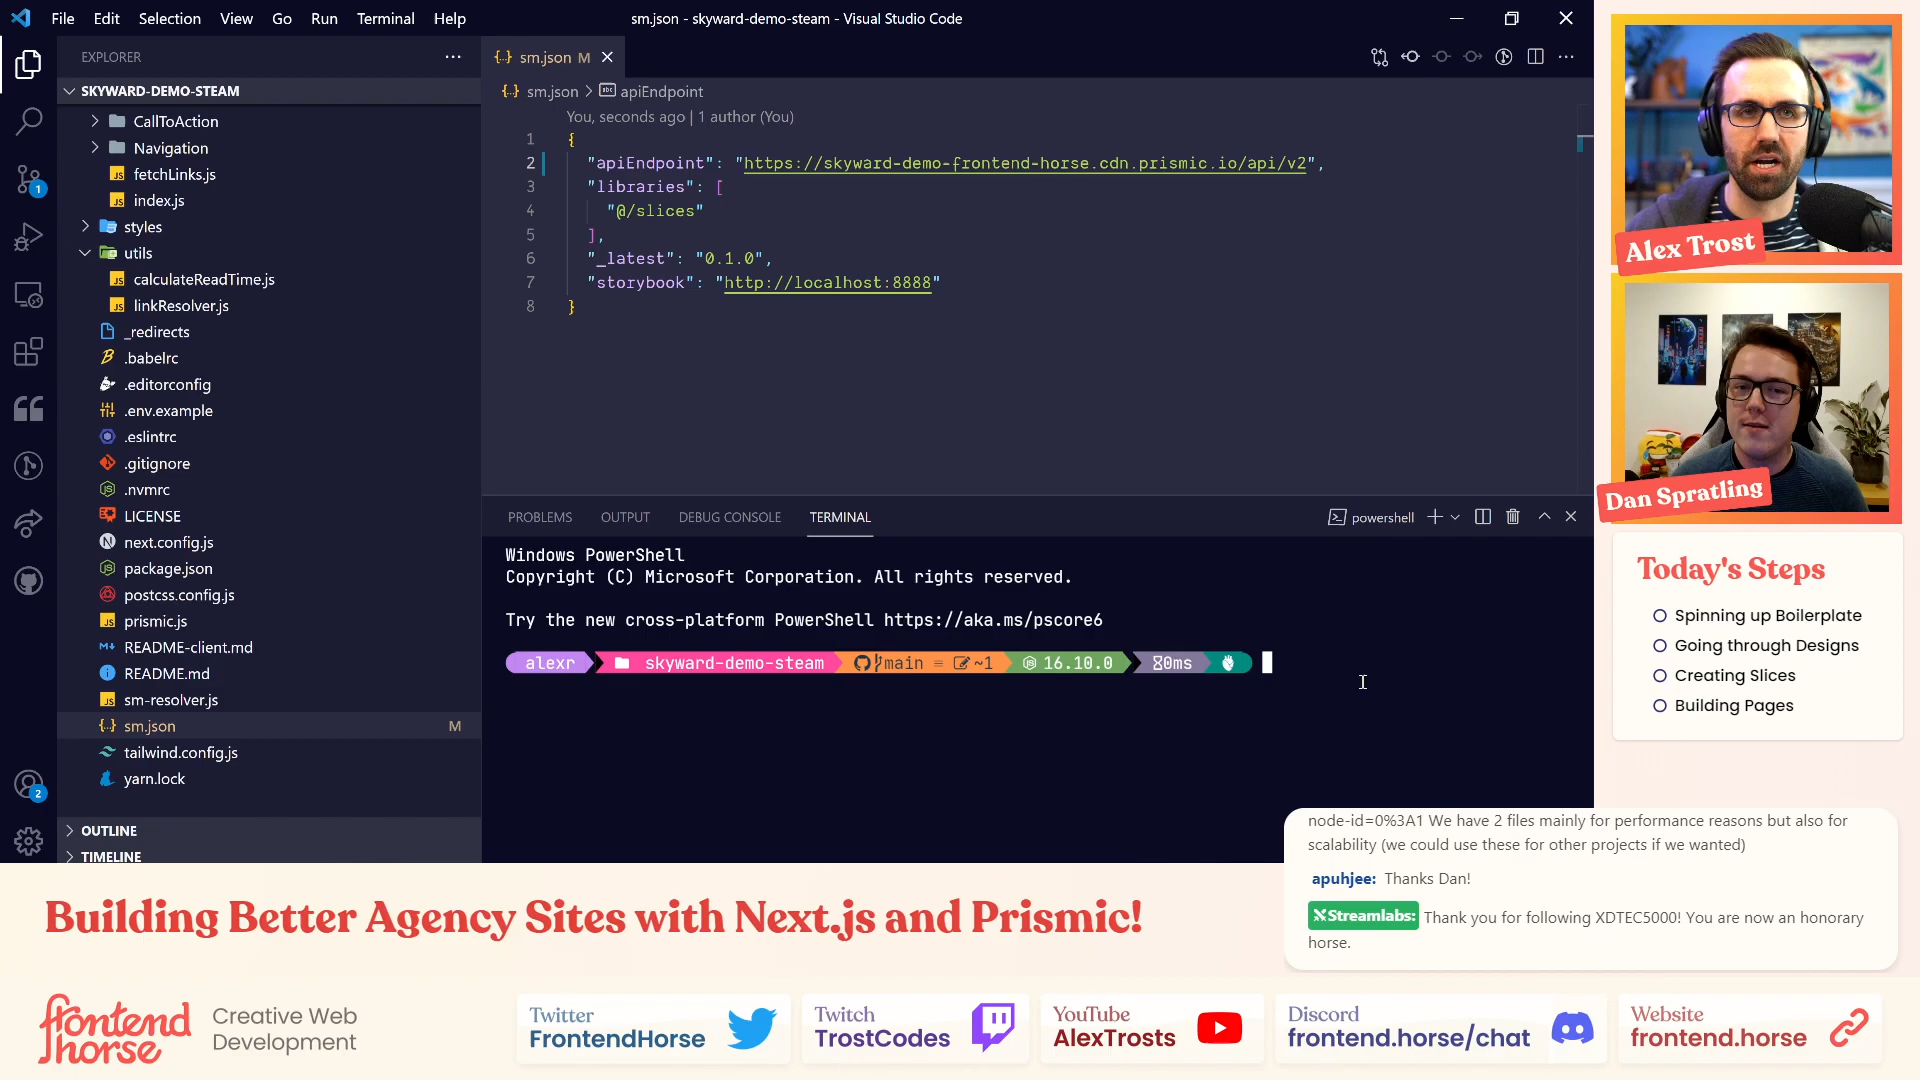 File Edit Selection View Go Run Terminal Help
sm.json - skyward-demo-steam - Visual Studio Code
EXPLORER
SKYWARD-DEMO-STEAM
CallToAction
Navigation
fetchLinks.js
index.js
styles
utils
calculateReadTime.js
linkResolver.js
_redirects
.babelrc
.editorconfig
.env.example
.eslintrc
.gitignore
.nvmrc
LICENSE
next.config.js
package.json
postcss.config.js
prismic.js
README-client.md
README.md
sm-resolver.js
sm.json M
tailwind.config.js
yarn.lock
OUTLINE
TIMELINE
1
2
sm.json M
sm.json > apiEndpoint
You, seconds ago | 1 author (You)
1 {
2 "apiEndpoint": "https://skyward-demo-frontend-horse.cdn.prismic.io/api/v2",
3 "libraries": [
4 "@/slices"
5 ],
6 "_latest": "0.1.0",
7 "storybook": "http://localhost:8888"
8 }
PROBLEMS OUTPUT DEBUG CONSOLE TERMINAL
powershell
Windows PowerShell
Copyright (C) Microsoft Corporation. All rights reserved.
Try the new cross-platform PowerShell https://aka.ms/pscore6
alexr skyward-demo-steam main ≡ ~1 16.10.0 0ms
Alex Trost
Dan Spratling
Today's Steps
Spinning up Boilerplate
Going through Designs
Creating Slices
Building Pages
node-id=0%3A1 We have 2 files mainly for performance reasons but also for
scalability (we could use these for other projects if we wanted)
apuhjee: Thanks Dan!
Streamlabs: Thank you for following XDTEC5000! You are now an honorary
horse.
Building Better Agency Sites with Next.js and Prismic!
frontend
horse
Creative Web
Development
Twitter
FrontendHorse
Twitch
TrostCodes
YouTube
AlexTrosts
Discord
frontend.horse/chat
Website
frontend.horse